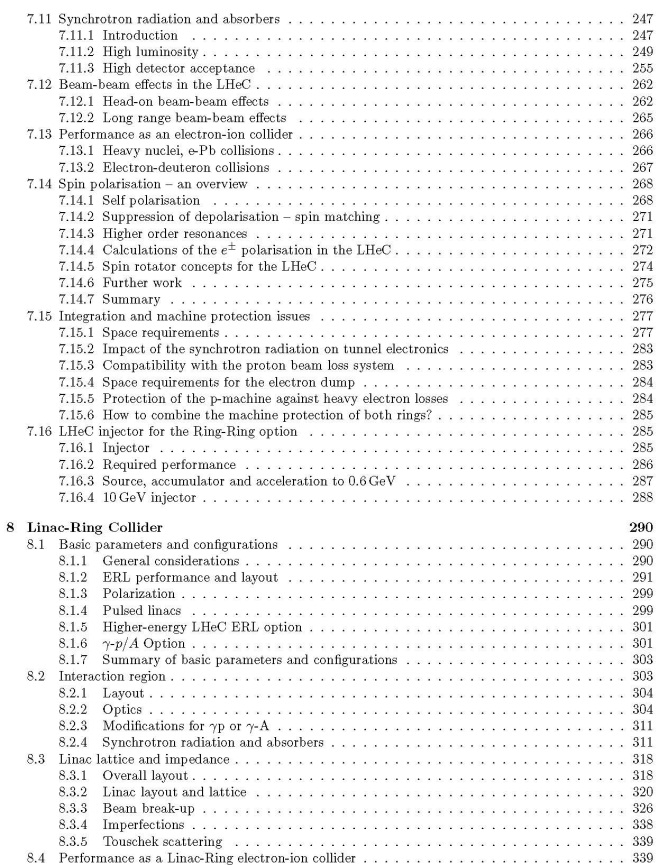 7.11 Synchrotron radiation and absorbers . . . . . . . . . . 247
7.11.1 Introduction . . . . . . . . . . 247
7.11.2 High luminosity . . . . . . . . . . 249
7.11.3 High detector acceptance . . . . . . . . . . 255
7.12 Beam-beam effects in the LHeC . . . . . . . . . . 262
7.12.1 Head-on beam-beam effects . . . . . . . . . . 262
7.12.2 Long range beam-beam effects . . . . . . . . . . 265
7.13 Performance as an electron-ion collider . . . . . . . . . . 266
7.13.1 Heavy nuclei, e-Pb collisions . . . . . . . . . . 266
7.13.2 Electron-deuteron collisions . . . . . . . . . . 267
7.14 Spin polarisation – an overview . . . . . . . . . . 268
7.14.1 Self polarisation . . . . . . . . . . 268
7.14.2 Suppression of depolarisation – spin matching . . . . . . . . . . 271
7.14.3 Higher order resonances . . . . . . . . . . 271
7.14.4 Calculations of the e± polarisation in the LHeC . . . . . . . . . . 272
7.14.5 Spin rotator concepts for the LHeC . . . . . . . . . . 274
7.14.6 Further work . . . . . . . . . . 275
7.14.7 Summary . . . . . . . . . . 276
7.15 Integration and machine protection issues . . . . . . . . . . 277
7.15.1 Space requirements . . . . . . . . . . 277
7.15.2 Impact of the synchrotron radiation on tunnel electronics . . . . . . . . . . 283
7.15.3 Compatibility with the proton beam loss system . . . . . . . . . . 283
7.15.4 Space requirements for the electron dump . . . . . . . . . . 284
7.15.5 Protection of the p-machine against heavy electron losses . . . . . . . . . . 284
7.15.6 How to combine the machine protection of both rings? . . . . . . . . . . 285
7.16 LHeC injector for the Ring-Ring option . . . . . . . . . . 285
7.16.1 Injector . . . . . . . . . . 285
7.16.2 Required performance . . . . . . . . . . 286
7.16.3 Source, accumulator and acceleration to 0.6 GeV . . . . . . . . . . 287
7.16.4 10 GeV injector . . . . . . . . . . 288
8 Linac-Ring Collider 290
8.1 Basic parameters and configurations . . . . . . . . . . 290
8.1.1 General considerations . . . . . . . . . . 290
8.1.2 ERL performance and layout . . . . . . . . . . 291
8.1.3 Polarization . . . . . . . . . . 299
8.1.4 Pulsed linacs . . . . . . . . . . 299
8.1.5 Higher-energy LHeC ERL option . . . . . . . . . . 301
8.1.6 γ-p/A Option . . . . . . . . . . 301
8.1.7 Summary of basic parameters and configurations . . . . . . . . . . 303
8.2 Interaction region . . . . . . . . . . 303
8.2.1 Layout . . . . . . . . . . 304
8.2.2 Optics . . . . . . . . . . 304
8.2.3 Modifications for γp or γ-A . . . . . . . . . . 311
8.2.4 Synchrotron radiation and absorbers . . . . . . . . . . 311
8.3 Linac lattice and impedance . . . . . . . . . . 318
8.3.1 Overall layout . . . . . . . . . . 318
8.3.2 Linac layout and lattice . . . . . . . . . . 320
8.3.3 Beam break-up . . . . . . . . . . 326
8.3.4 Imperfections . . . . . . . . . . 338
8.3.5 Touschek scattering . . . . . . . . . . 339
8.4 Performance as a Linac-Ring electron-ion collider . . . . . . . . . . 339